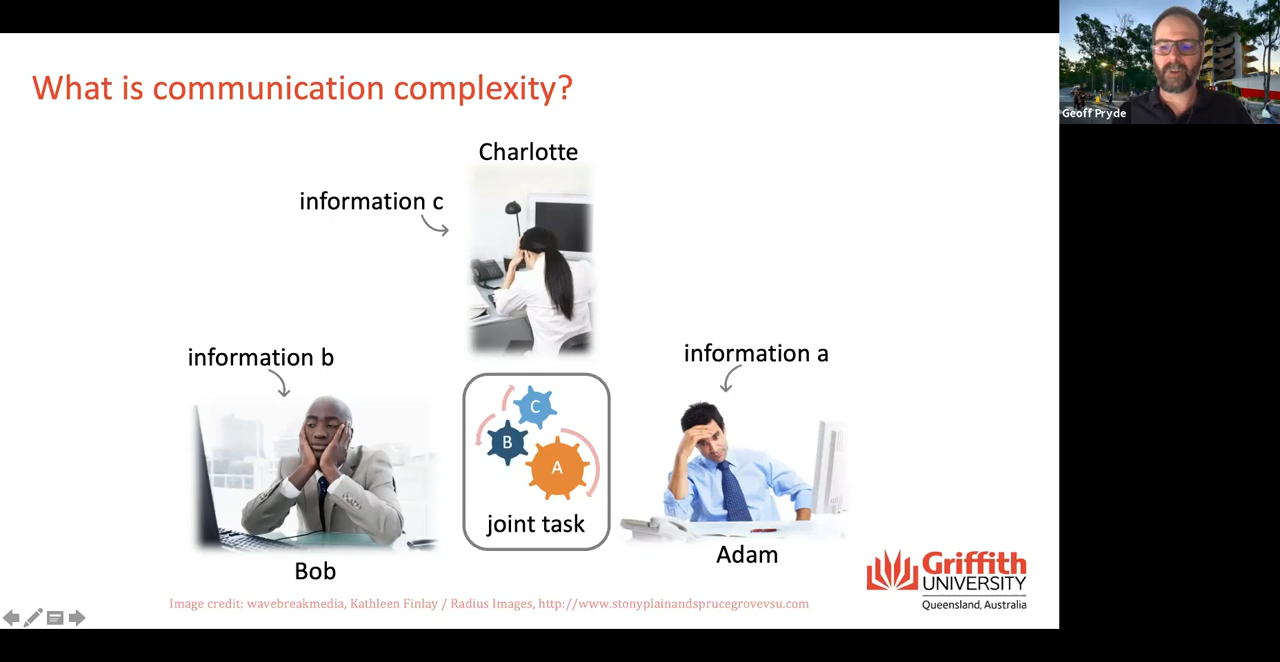 What is communication complexity?
Geoff Pryde
Charlotte
information c
information b
information a
C
B
A
joint task
Bob
Adam
Griffith
UNIVERSITY
Queensland, Australia
Image credit: wavebreakmedia, Kathleen Finlay / Radius Images, http://www.stonyplainandsprucegrovevsu.com